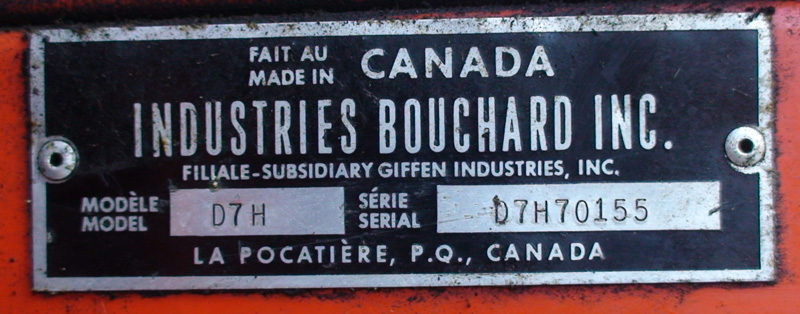 FAIT AU
MADE IN CANADA
INDUSTRIES BOUCHARD INC.
FILIALE-SUBSIDIARY GIFFEN INDUSTRIES, INC.
MODÈLE
MODEL D7H
SÉRIE
SERIAL D7H70155
LA POCATIÈRE, P.Q., CANADA